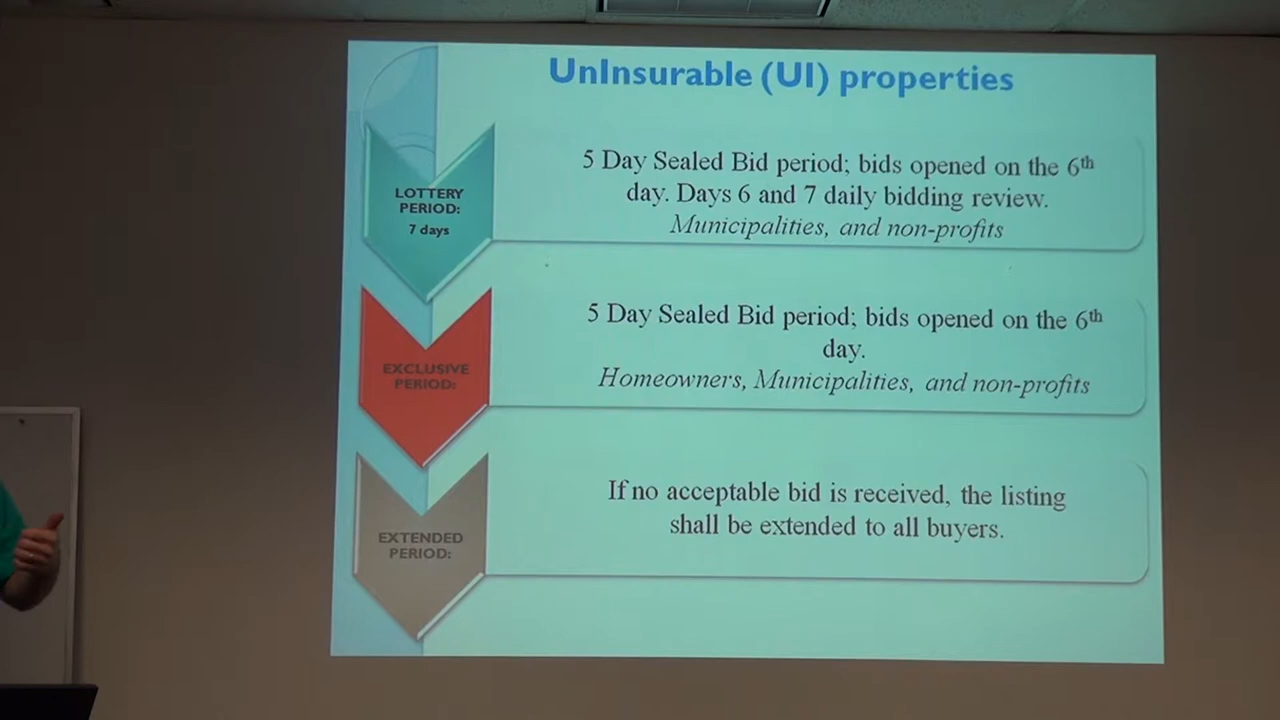 UnInsurable (UI) properties
LOTTERY
PERIOD:
7 days
5 Day Sealed Bid period; bids opened on the 6th
day. Days 6 and 7 daily bidding review.
Municipalities, and non-profits
EXCLUSIVE
PERIOD:
5 Day Sealed Bid period; bids opened on the 6th
day.
Homeowners, Municipalities, and non-profits
EXTENDED
PERIOD:
If no acceptable bid is received, the listing
shall be extended to all buyers.